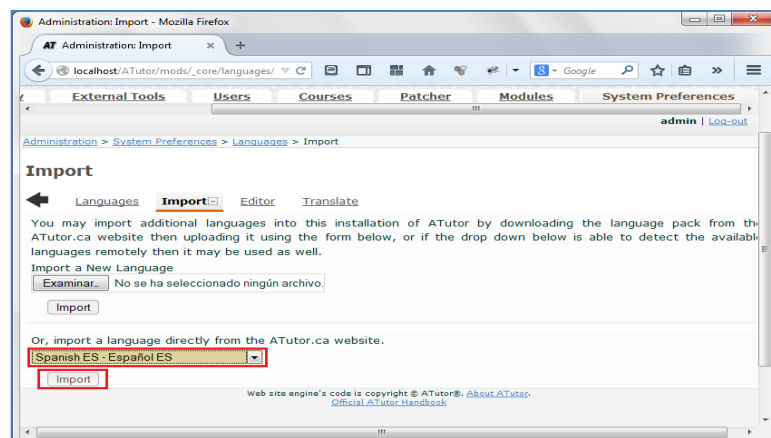 Administration: Import - Mozilla Firefox
AT Administration: Import × +
localhost/ATutor/mods/_core/languages/ 8 - Google
External Tools Users Courses Patcher Modules System Preferences
admin | Log-out
Administration > System Preferences > Languages > Import
Import
Languages Import Editor Translate
You may import additional languages into this installation of ATutor by downloading the language pack from
ATutor.ca website then uploading it using the form below, or if the drop down below is able to detect the
languages remotely then it may be used as well.
Import a New Language
Examinar... No se ha seleccionado ningún archivo.
Import
Or, import a language directly from the ATutor.ca website.
Spanish ES - Español ES
Import
Web site engine's code is copyright © ATutor®. About ATutor.
Official ATutor Handbook